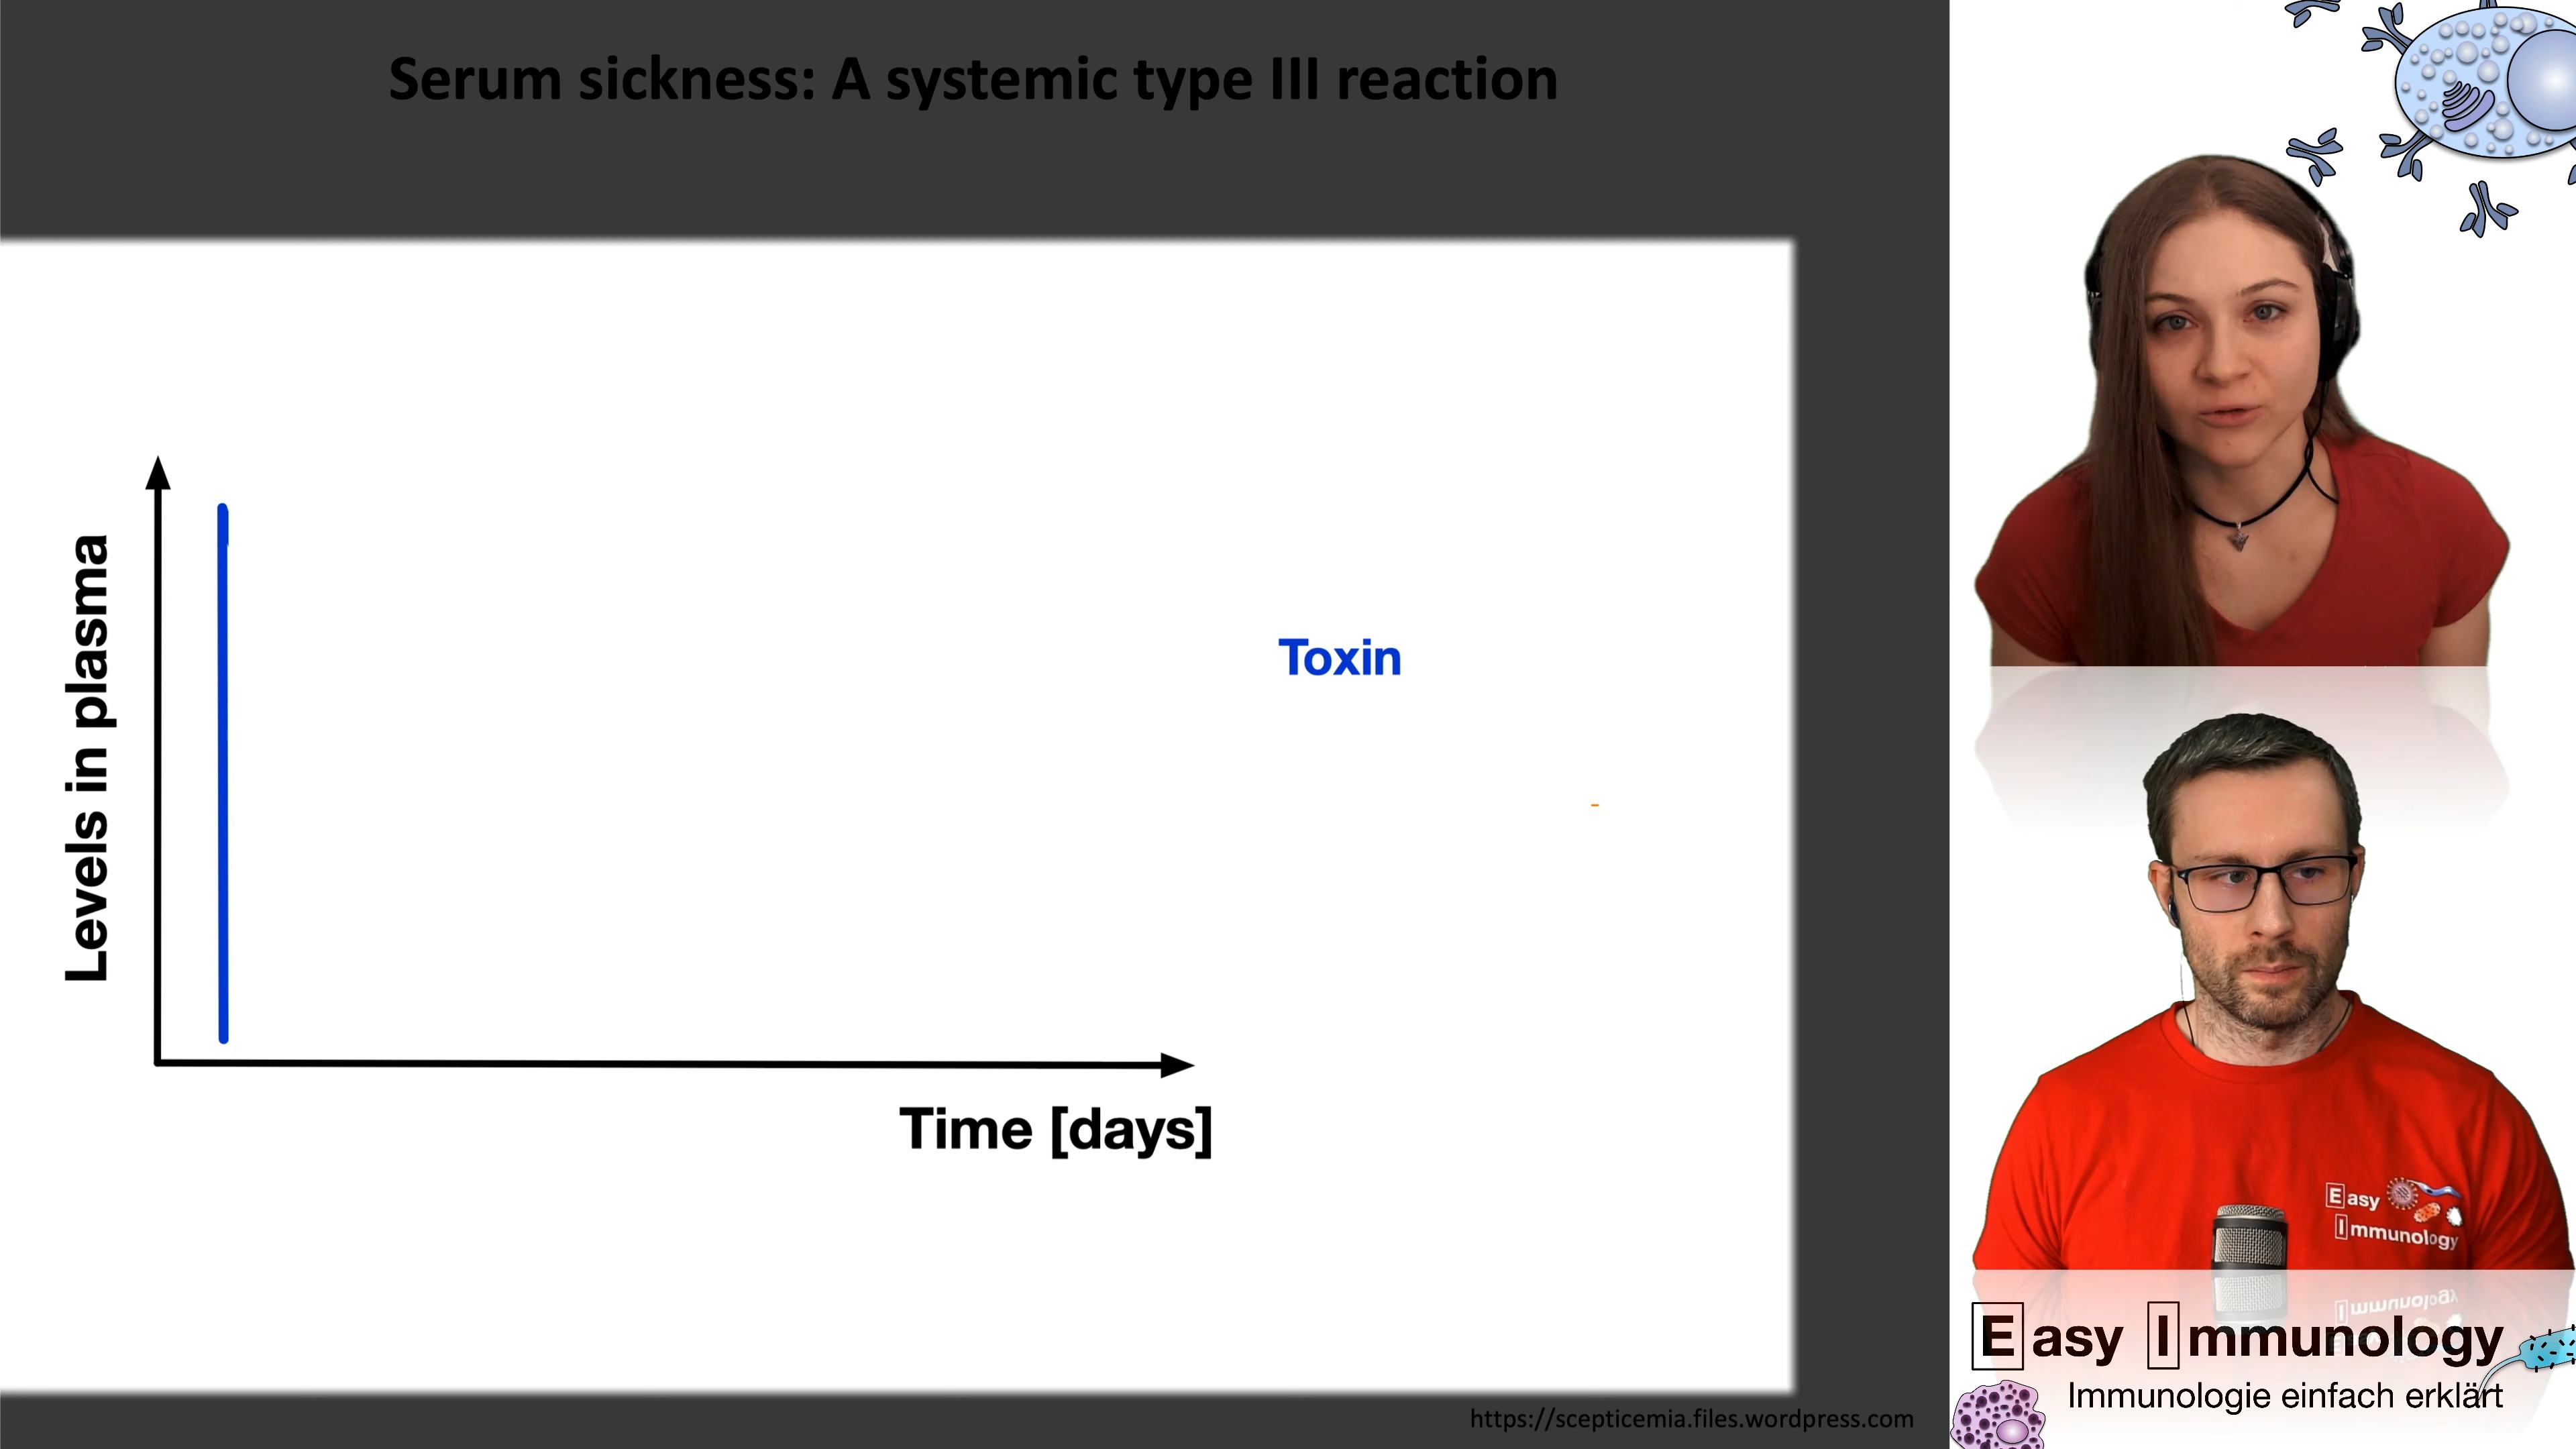 Serum sickness: A systemic type III reaction
Levels in plasma
Toxin
Time [days]
https://scepticemia.files.wordpress.com
Easy
Immunology
Easy Immunology
Immunologie einfach erklärt